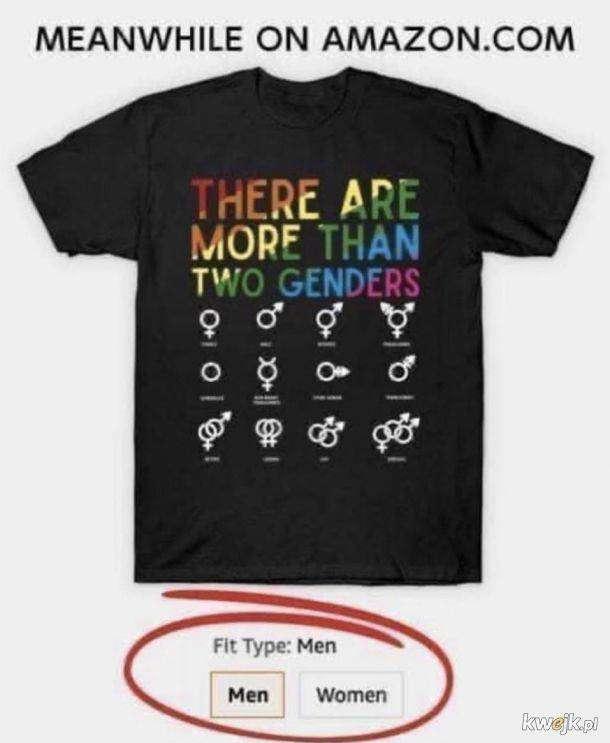 MEANWHILE ON AMAZON.COM
THERE ARE
MORE THAN
TWO GENDERS
Fit Type: Men
Men Women
kwejk.pl